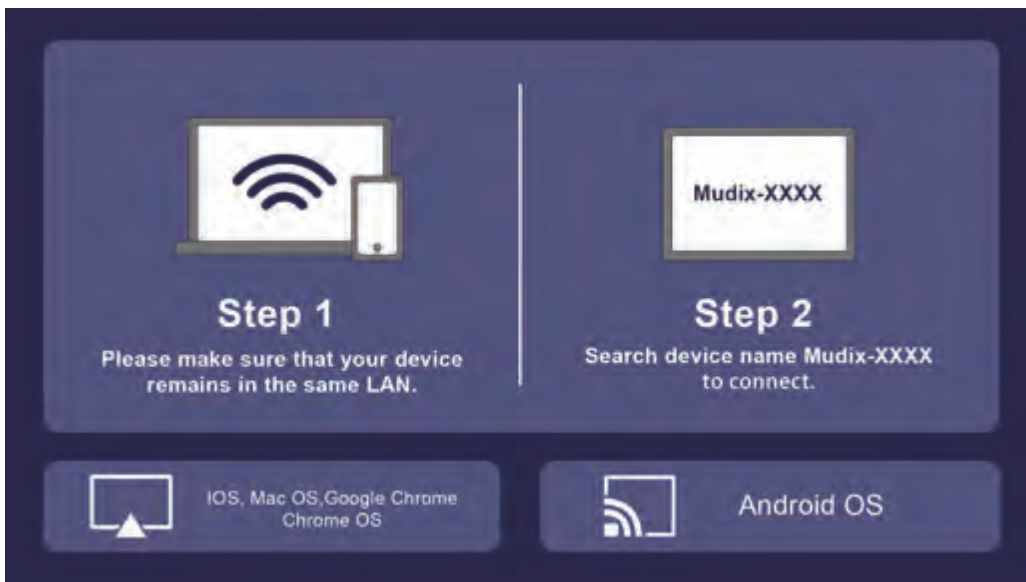 Mudix-XXXX
Step 1
Please make sure that your device
remains in the same LAN.
Step 2
Search device name Mudix-XXXX
to connect.
IOS, Mac OS,Google Chrome
Chrome OS
Android OS